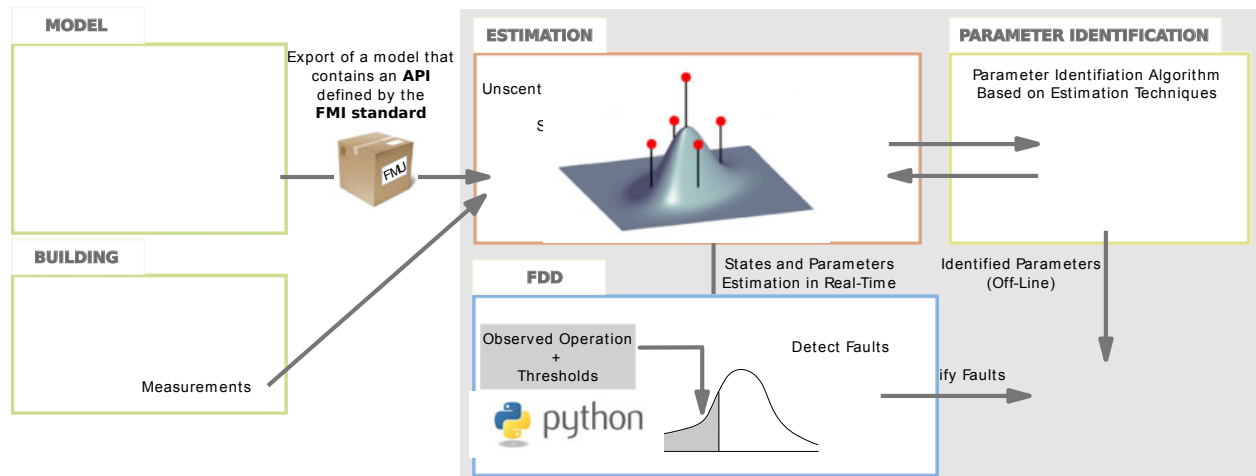 MODEL
Export of a model that
contains an API
defined by the
FMI standard
FMU
BUILDING
Measurements
ESTIMATION
Unscent
S
PARAMETER IDENTIFICATION
Parameter Identifiation Algorithm
Based on Estimation Techniques
States and Parameters
Estimation in Real-Time
Identified Parameters
(Off-Line)
FDD
Observed Operation
+
Thresholds
python
Detect Faults
ify Faults